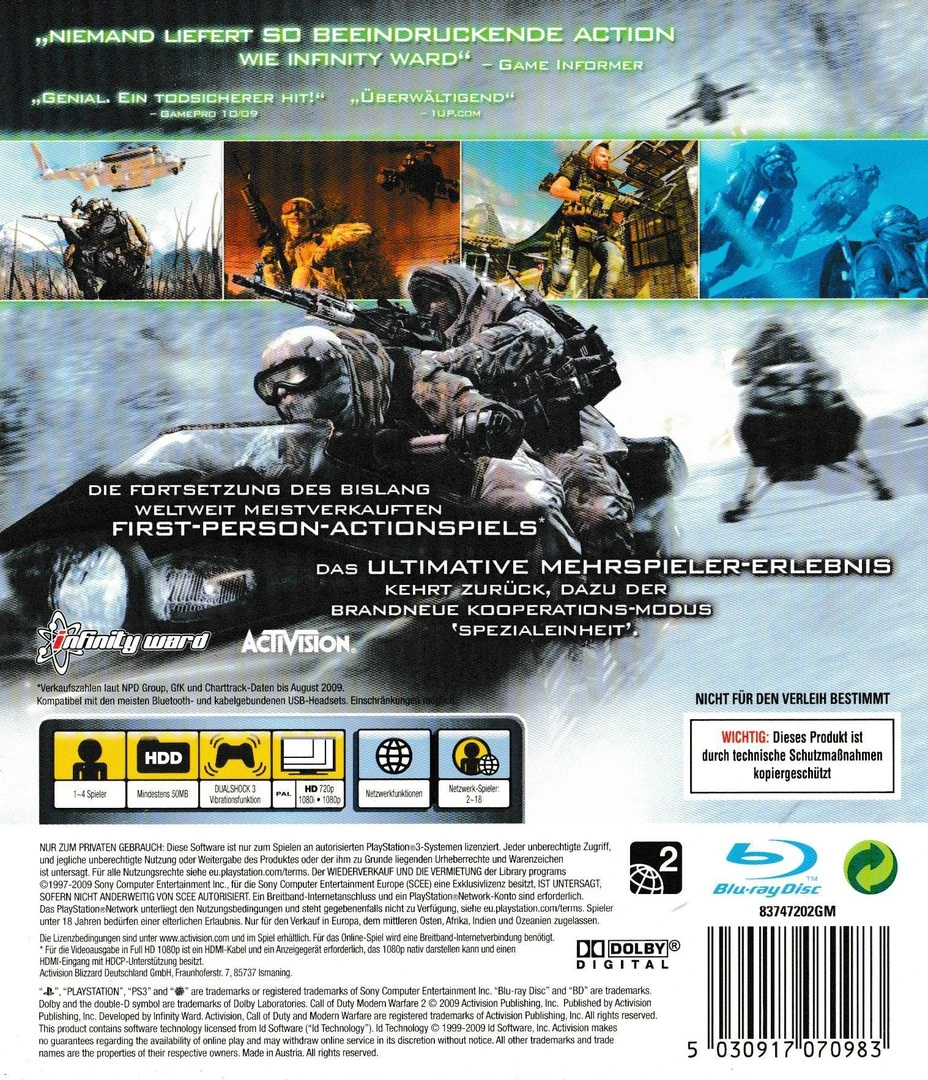 „NIEMAND LIEFERT SO BEEINDRUCKENDE ACTION
WIE INFINITY WARD“ – GAME INFORMER
„GENIAL. EIN TODSICHERER HIT!“ „ÜBERWÄLTIGEND“
– GAMEPRO 10/09 – 1UP.COM
DIE FORTSETZUNG DES BISLANG
WELTWEIT MEISTVERKAUFTEN
FIRST-PERSON-ACTIONSPIELS*
DAS ULTIMATIVE MEHRSPIELER-ERLEBNIS
KEHRT ZURÜCK, DAZU DER
BRANDNEUE KOOPERATIONS-MODUS
‘SPEZIALEINHEIT’.
infinity ward ACTIVISION®
*Verkaufszahlen laut NPD Group, GfK und Charttrack-Daten bis August 2009.
Kompatibel mit den meisten Bluetooth- und kabelgebundenen USB-Headsets. Einschränkungen möglich.
NICHT FÜR DEN VERLEIH BESTIMMT
WICHTIG: Dieses Produkt ist
durch technische Schutzmaßnahmen
kopiergeschützt
HDD
1–4 Spieler
Mindestens 50MB
DUALSHOCK 3
Vibrationsfunktion
PAL
HD 720p
1080i • 1080p
Netzwerkfunktionen
Netzwerk-Spieler:
2–18
NUR ZUM PRIVATEN GEBRAUCH: Diese Software ist nur zum Spielen an autorisierten PlayStation®3-Systemen lizenziert. Jeder unberechtigte Zugriff,
und jegliche unberechtigte Nutzung oder Weitergabe des Produktes oder der ihm zu Grunde liegenden Urheberrechte und Warenzeichen
ist untersagt. Für alle Nutzungsrechte siehe eu.playstation.com/terms. Der WIEDERVERKAUF UND DIE VERMIETUNG der Library programs
©1997-2009 Sony Computer Entertainment Inc., für die Sony Computer Entertainment Europe (SCEE) eine Exklusivlizenz besitzt, IST UNTERSAGT,
SOFERN NICHT ANDERWEITIG VON SCEE AUTORISIERT. Ein Breitband-Internetanschluss und ein PlayStation®Network-Konto sind erforderlich.
Das PlayStation®Network unterliegt den Nutzungsbedingungen und steht gegebenenfalls nicht zu Verfügung, siehe eu.playstation.com/terms. Spieler
unter 18 Jahren bedürfen einer elterlichen Erlaubnis. Nur für den Verkauf in Europa, dem mittleren Osten, Afrika, Indien und Ozeanien zugelassen.
Die Lizenzbedingungen sind unter www.activision.com und im Spiel erhältlich. Für das Online-Spiel wird eine Breitband-Internetverbindung benötigt.
* Für die Videoausgabe in Full HD 1080p ist ein HDMI-Kabel und ein Anzeigegerät erforderlich, das 1080p nativ darstellen kann und einen
HDMI-Eingang mit HDCP-Unterstützung besitzt.
Activision Blizzard Deutschland GmbH, Fraunhoferstr. 7, 85737 Ismaning.
“ ”, “PLAYSTATION”, “PS3” and “ ” are trademarks or registered trademarks of Sony Computer Entertainment Inc. “Blu-ray Disc” and “BD” are trademarks.
Dolby and the double-D symbol are trademarks of Dolby Laboratories. Call of Duty Modern Warfare 2 © 2009 Activision Publishing, Inc. Published by Activision
Publishing, Inc. Developed by Infinity Ward. Activision, Call of Duty and Modern Warfare are registered trademarks of Activision Publishing, Inc. All rights reserved.
This product contains software technology licensed from Id Software (“Id Technology”). Id Technology © 1999-2009 Id Software, Inc. Activision makes
no guarantees regarding the availability of online play and may withdraw online service in its discretion without notice. All other trademarks and trade
names are the properties of their respective owners. Made in Austria. All rights reserved.
2
Blu-ray Disc™
83747202GM
DOLBY®
DIGITAL
5 030917 070983